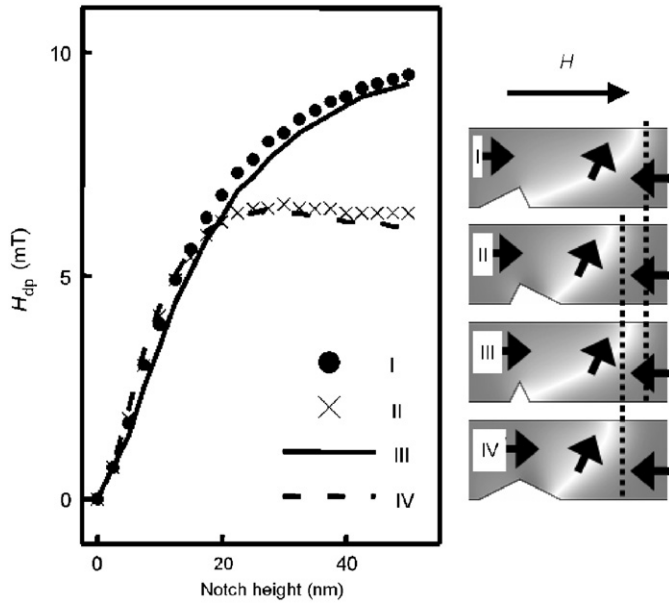 10
5
0
H_dp (mT)
0
20
40
Notch height (nm)
I
II
III
IV
H
I
II
III
IV